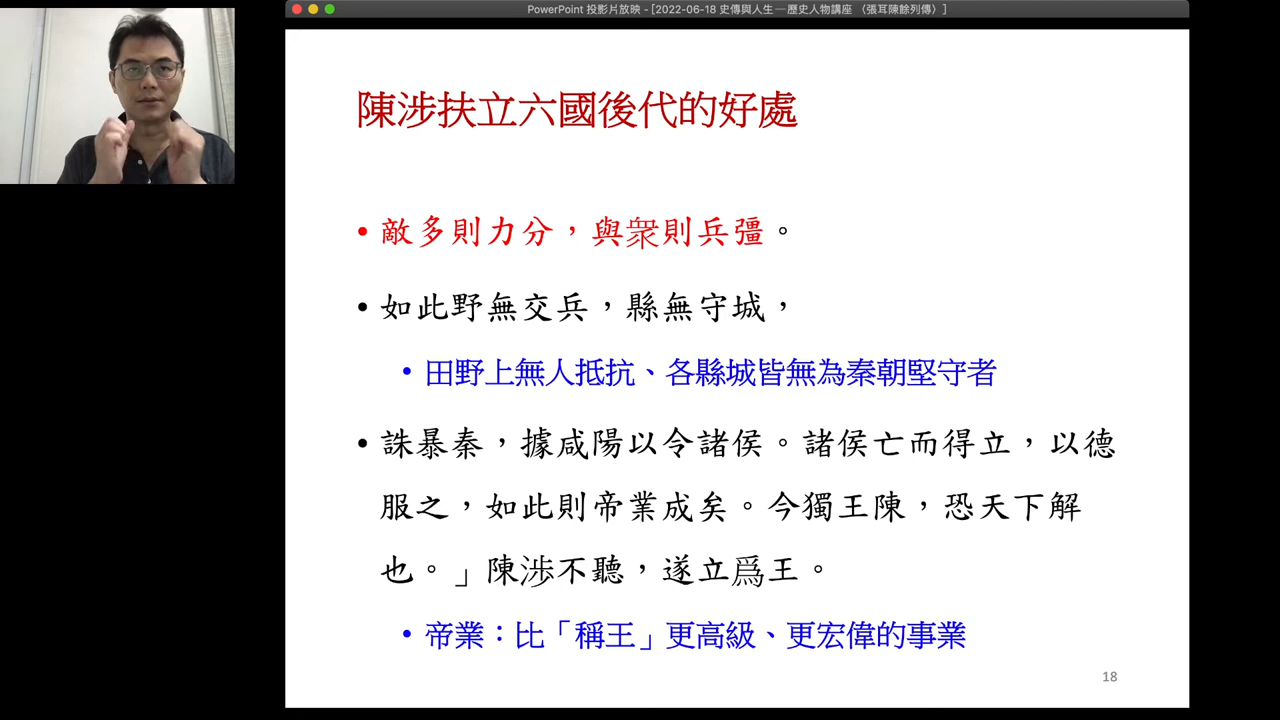 PowerPoint 投影片放映 - [2022-06-18 史傳與人生—歷史人物講座 〈張耳陳餘列傳〉]
陳涉扶立六國後代的好處
• 敵多則力分，與眾則兵彊。
• 如此野無交兵，縣無守城，
• 田野上無人抵抗、各縣城皆無為秦朝堅守者
• 誅暴秦，據咸陽以令諸侯。諸侯亡而得立，以德
服之，如此則帝業成矣。今獨王陳，恐天下解
也。」陳涉不聽，遂立爲王。
• 帝業：比「稱王」更高級、更宏偉的事業
18